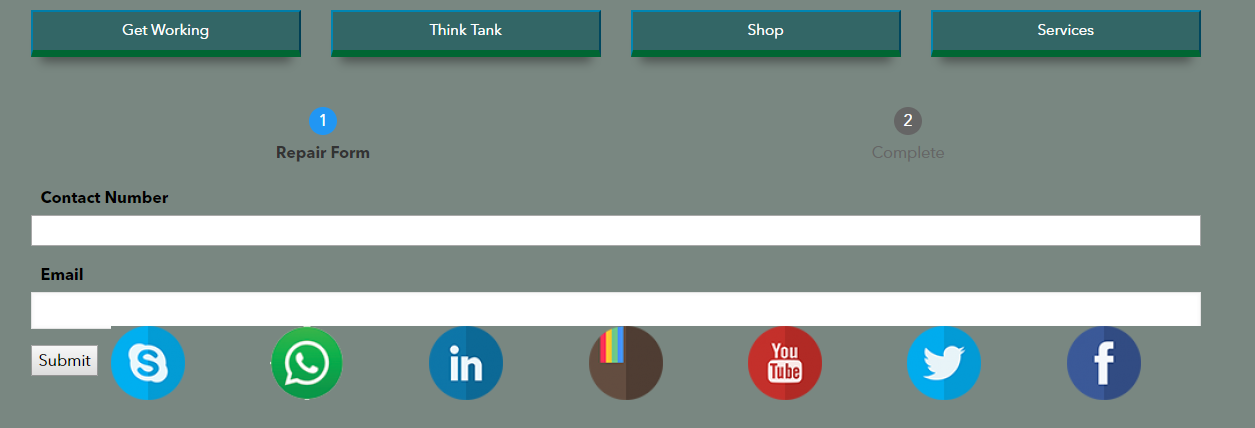 Get Working Think Tank Shop Services
1 2
Repair Form Complete
Contact Number
Email
Submit S in You Tube f